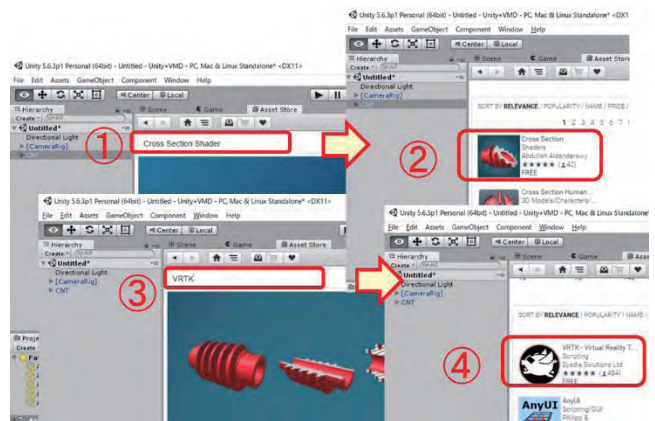 Unity 5.6.3p1 Personal (64bit) - Untitled - Unity+VMD - PC, Mac & Linux Standalone* <DX11>
File Edit Assets GameObject Component Window Help
Center Local
Hierarchy
Scene Game Asset Store
Create
Untitled*
Directional Light
[CameraRig]
CNT
①
Cross Section Shader
Unity 5.6.3p1 Personal (64bit) - Untitled - Unity+VMD - PC, Mac & Linux Standalone* <DX1
File Edit Assets GameObject Component Window Help
Center Local
Hierarchy
Scene Game Asset Store
Create
Untitled*
Directional Light
[CameraRig]
CNT
SORT BY RELEVANCE / POPULARITY / NAME / PRICE /
1 2 3 4 5 6 7
②
Cross Section
Shaders
Abdullah Aldandarawy
★★★★★ (42)
FREE
Cross Section Human...
3D Models/Characters/...
Unity 5.6.3p1 Personal (64bit) - Untitled - Unity+VMD - PC, Mac & Linux Standalone* <DX11>
File Edit Assets GameObject Component Window Help
Center Local
Hierarchy
Scene Game Asset Store
Create
Untitled*
Directional Light
[CameraRig]
CNT
③
VRTK
Proje
Create
Fa
Unity 5.6.3p1 Personal (64bit) - Untitled - Unity+VMD - PC, Mac & Linux Standalone
File Edit Assets GameObject Component Window Help
Center Local
Hierarchy
Scene Game Asset Store
Create
Untitled*
Directional Light
[CameraRig]
CNT
SORT BY RELEVANCE / POPULARITY / NAME /
④
VRTK - Virtual Reality T...
Scripting
Sysdia Solutions Ltd
★★★★★ (484)
FREE
AnyUI
AnyUI
Scripting/GUI
Philipp B